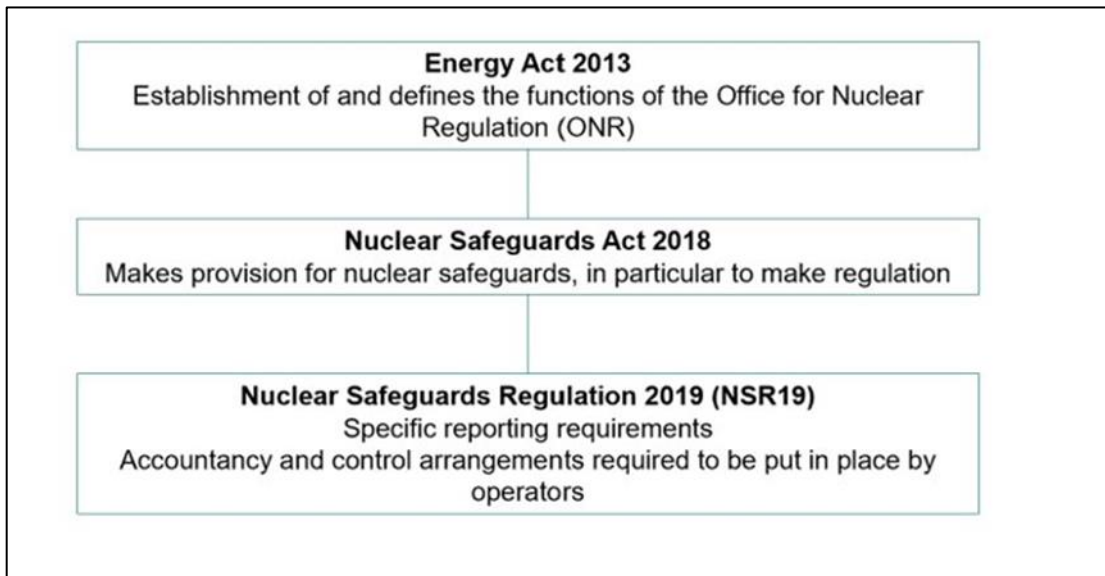 Energy Act 2013
Establishment of and defines the functions of the Office for Nuclear
Regulation (ONR)
Nuclear Safeguards Act 2018
Makes provision for nuclear safeguards, in particular to make regulation
Nuclear Safeguards Regulation 2019 (NSR19)
Specific reporting requirements
Accountancy and control arrangements required to be put in place by
operators